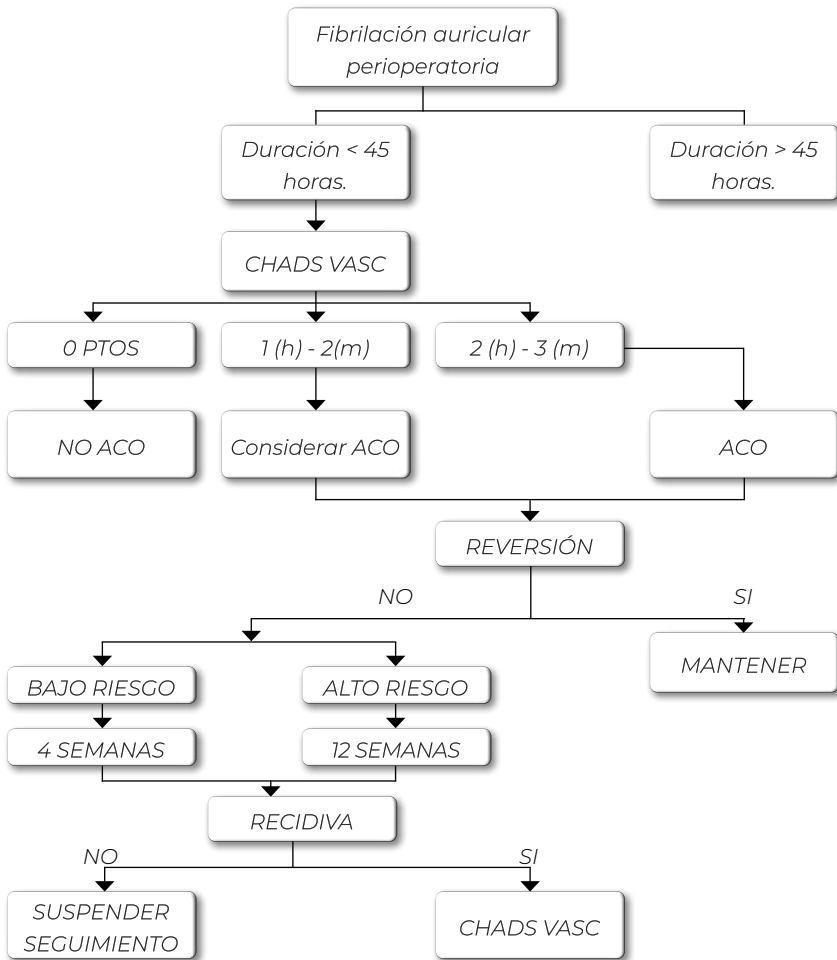 Fibrilación auricular
perioperatoria
Duración < 45
horas.
Duración > 45
horas.
CHADS VASC
0 PTOS
1 (h) - 2(m)
2 (h) - 3 (m)
NO ACO
Considerar ACO
ACO
REVERSIÓN
NO
SI
MANTENER
BAJO RIESGO
ALTO RIESGO
4 SEMANAS
12 SEMANAS
RECIDIVA
NO
SI
SUSPENDER
SEGUIMIENTO
CHADS VASC